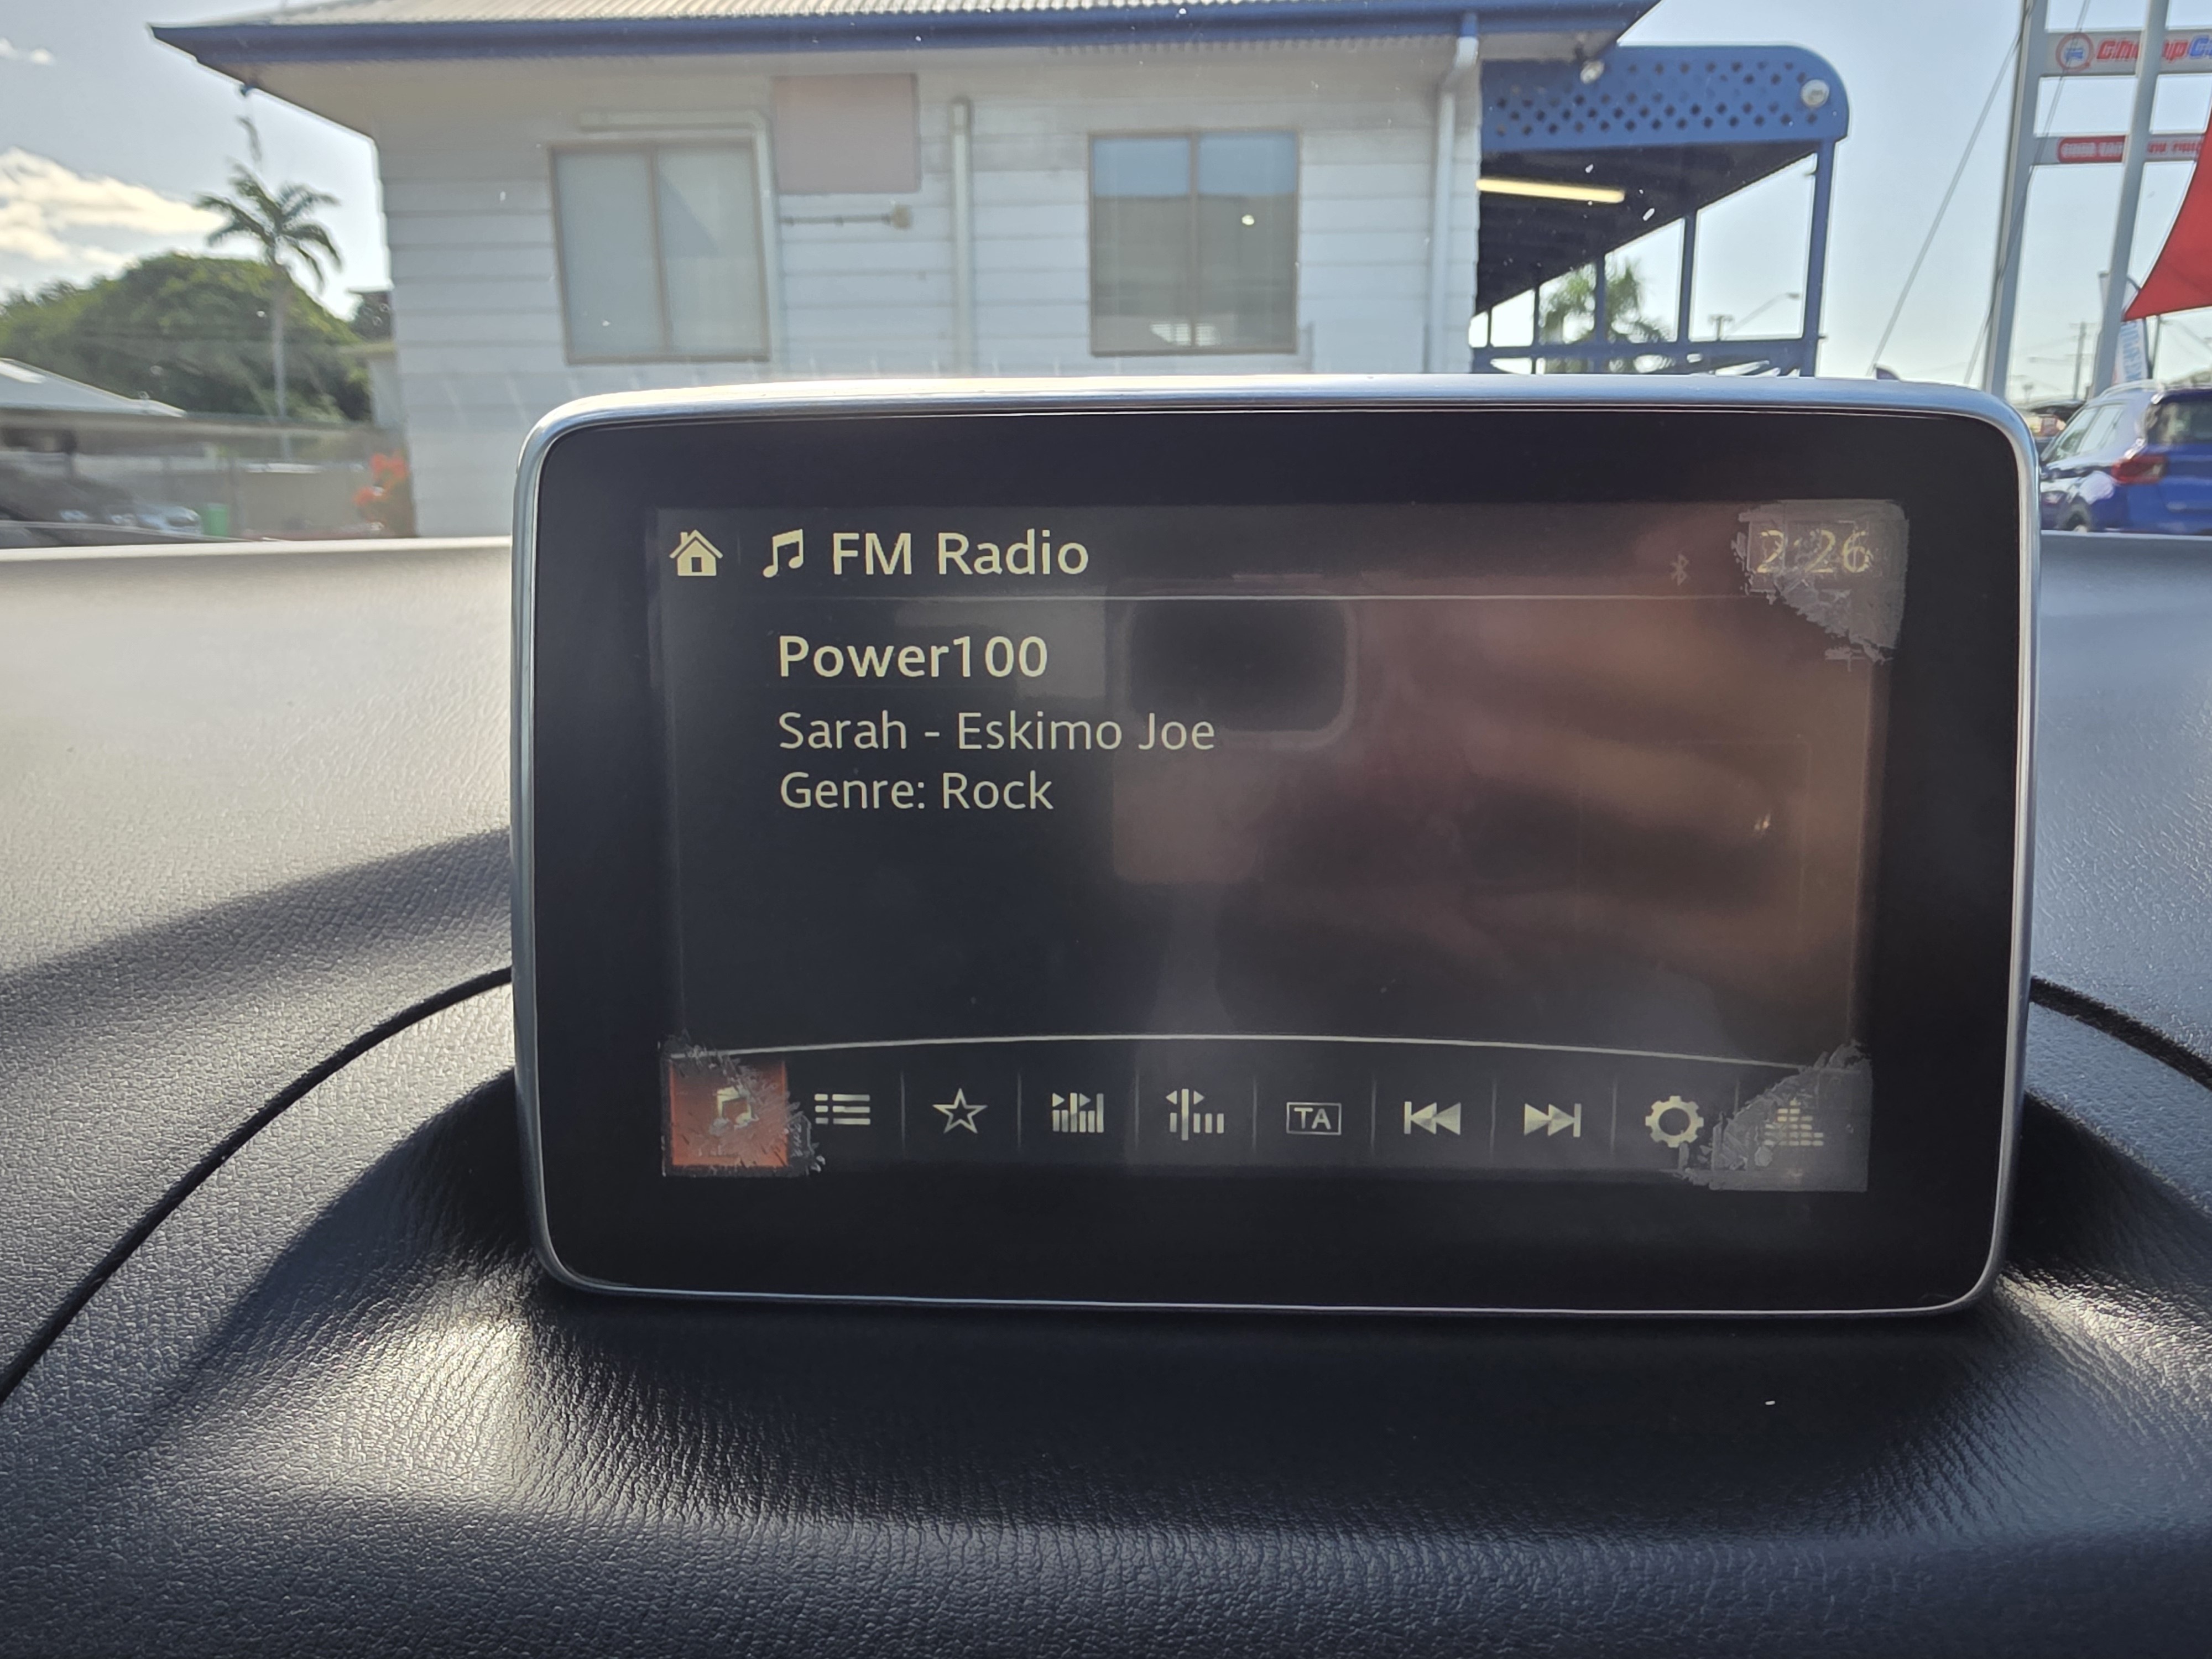 FM Radio
2:26
Power100
Sarah - Eskimo Joe
Genre: Rock
TA